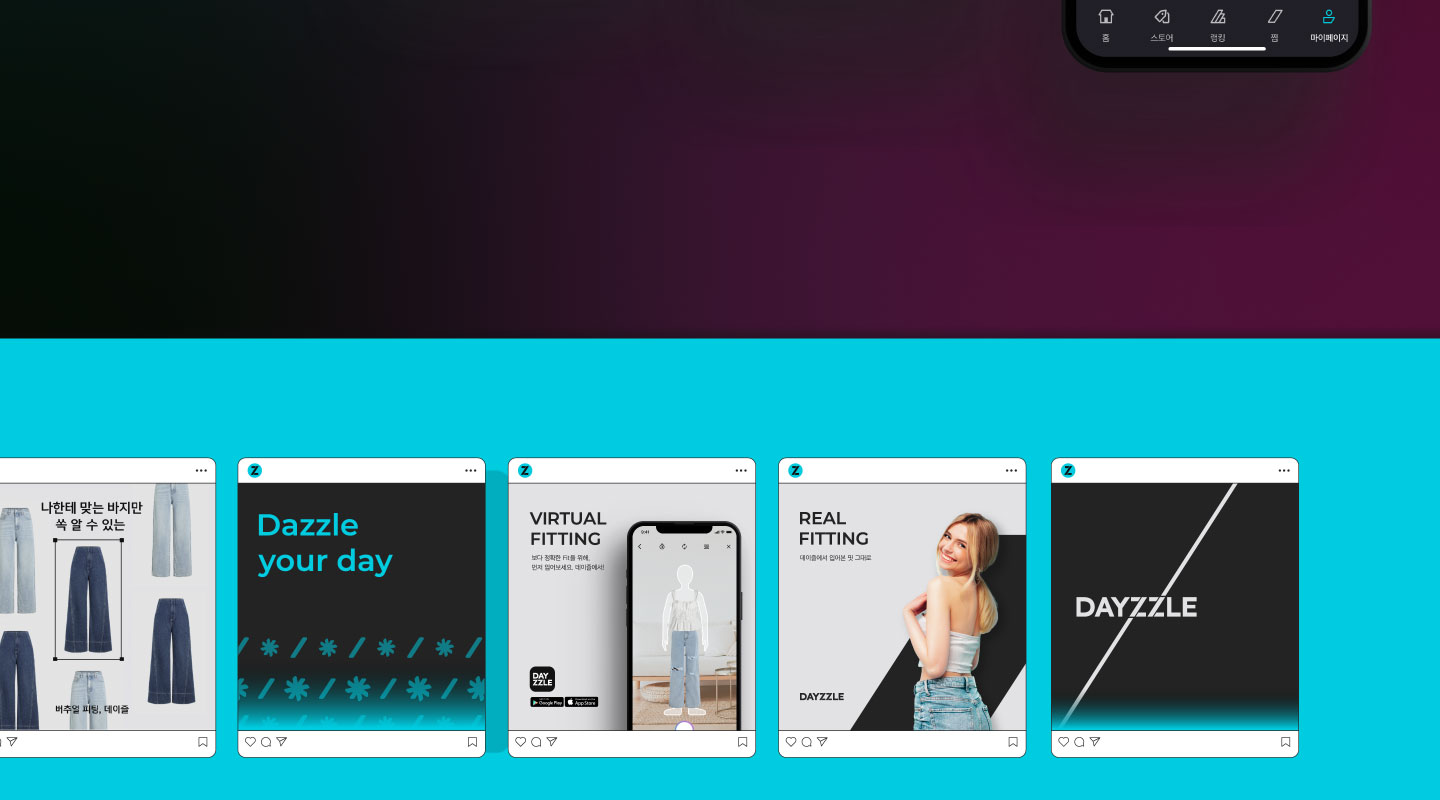 홈
스토어
랭킹
찜
마이페이지
나한테 맞는 바지만
쏙 알 수 있는
버추얼 피팅, 데이즐
Z
Dazzle
your day
Z
VIRTUAL
FITTING
보다 정확한 Fit를 위해,
먼저 입어보세요. 데이즐에서!
9:41
DAY
ZZLE
Google Play
App Store
Z
REAL
FITTING
데이즐에서 입어본 핏 그대로
DAYZZLE
Z
DAYZZLE